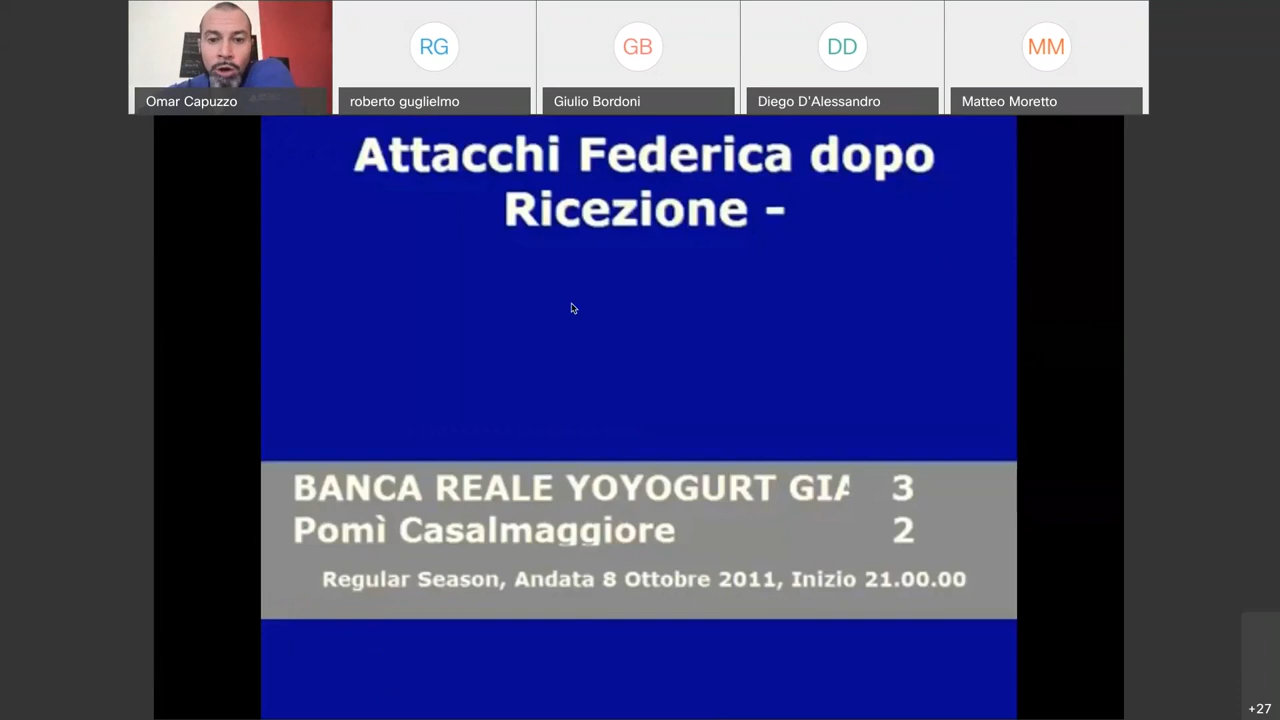 RG
GB
DD
MM
Omar Capuzzo
roberto guglielmo
Giulio Bordoni
Diego D'Alessandro
Matteo Moretto
Attacchi Federica dopo
Ricezione -
BANCA REALE YOYOGURT GIA 3
Pomì Casalmaggiore 2
Regular Season, Andata 8 Ottobre 2011, Inizio 21.00.00
+27